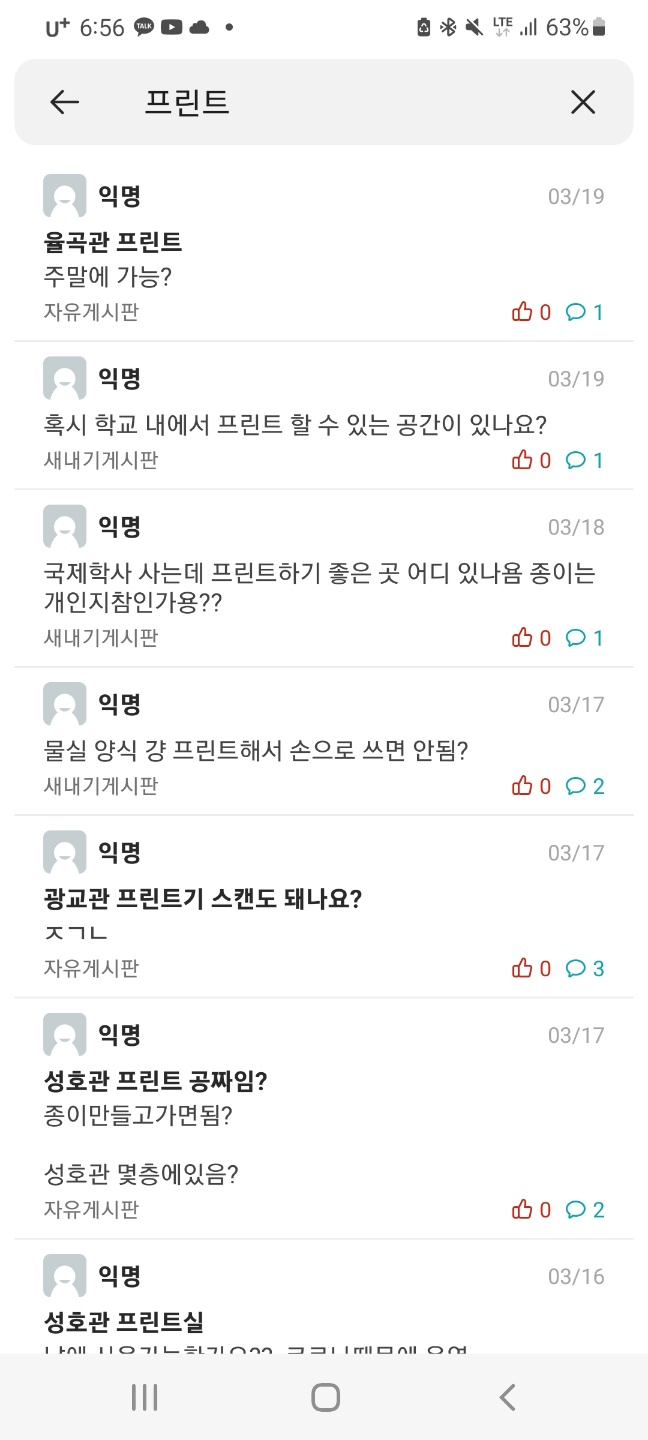 U+ 6:56 TALK LTE 63%
프린트
익명 03/19
율곡관 프린트
주말에 가능?
자유게시판 0 1
익명 03/19
혹시 학교 내에서 프린트 할 수 있는 공간이 있나요?
새내기게시판 0 1
익명 03/18
국제학사 사는데 프린트하기 좋은 곳 어디 있나욤 종이는
개인지참인가용??
새내기게시판 0 1
익명 03/17
물실 양식 걍 프린트해서 손으로 쓰면 안됨?
새내기게시판 0 2
익명 03/17
광교관 프린트기 스캔도 돼나요?
ㅈㄱㄴ
자유게시판 0 3
익명 03/17
성호관 프린트 공짜임?
종이만들고가면됨?
성호관 몇층에있음?
자유게시판 0 2
익명 03/16
성호관 프린트실